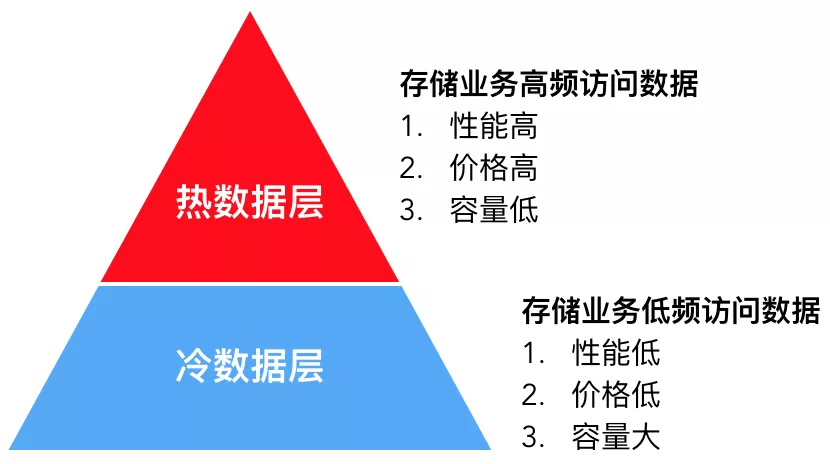 存储业务高频访问数据
1. 性能高
2. 价格高
3. 容量低
热数据层
存储业务低频访问数据
1. 性能低
2. 价格低
3. 容量大
冷数据层